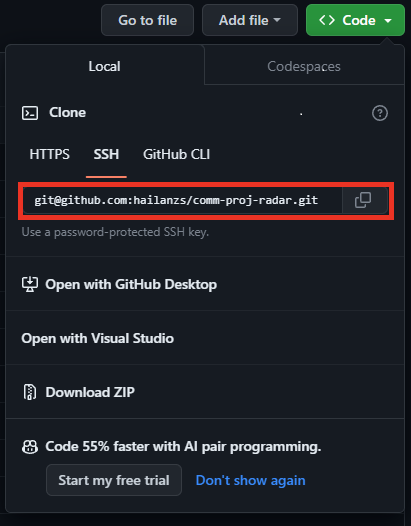 Go to file Add file <> Code
Local Codespaces
Clone
HTTPS SSH GitHub CLI
git@github.com:hailanzs/comm-proj-radar.git
Use a password-protected SSH key.
Open with GitHub Desktop
Open with Visual Studio
Download ZIP
Code 55% faster with AI pair programming.
Start my free trial Don't show again